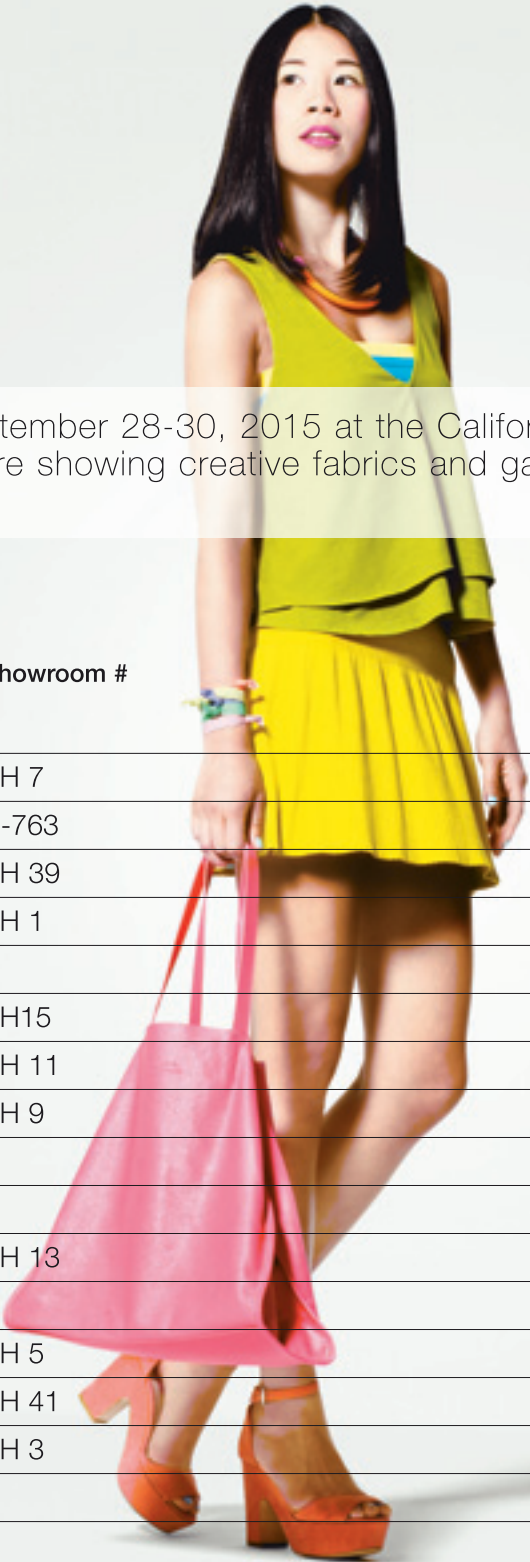 tember 28-30, 2015 at the Califor
re showing creative fabrics and ga
howroom #
H 7
-763
H 39
H 1
H15
H 11
H 9
H 13
H 5
H 41
H 3